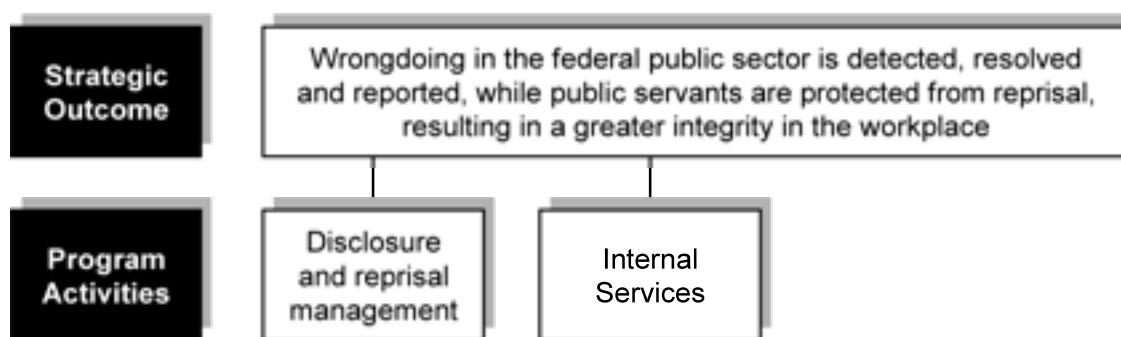 Strategic
Outcome
Wrongdoing in the federal public sector is detected, resolved
and reported, while public servants are protected from reprisal,
resulting in a greater integrity in the workplace
Program
Activities
Disclosure
and reprisal
management
Internal
Services